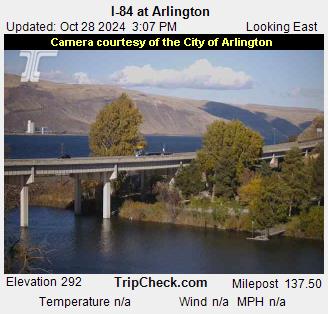 I-84 at Arlington
Updated: Oct 28 2024 3:07 PM Looking East
Camera courtesy of the City of Arlington
Elevation 292 TripCheck.com Milepost 137.50
Temperature n/a Wind n/a MPH n/a